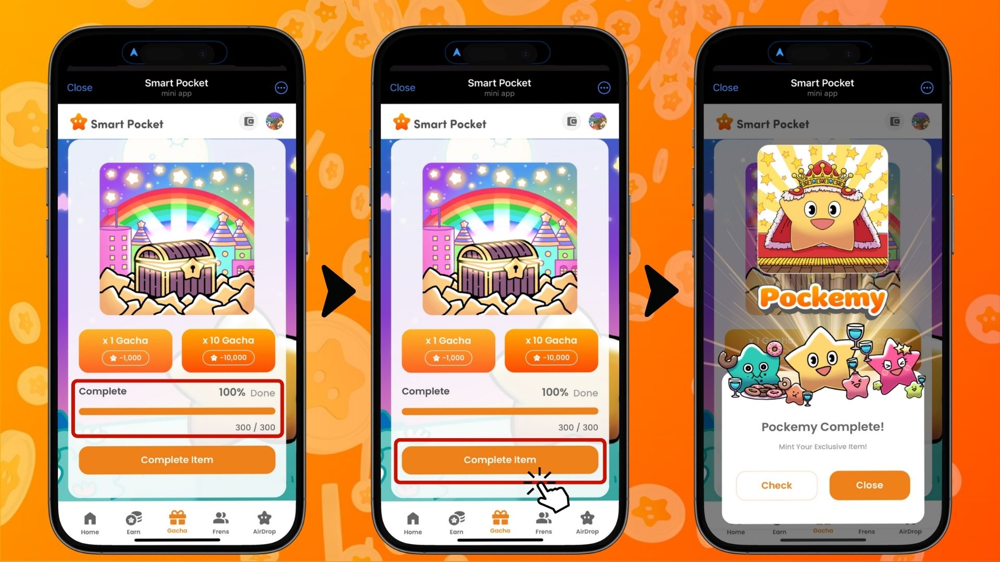 Close
Smart Pocket
mini app
Smart Pocket
x 1 Gacha
-1,000
x 10 Gacha
-10,000
Complete
100% Done
300 / 300
Complete Item
Home
Earn
Gacha
Frens
AirDrop
Close
Smart Pocket
mini app
Smart Pocket
x 1 Gacha
-1,000
x 10 Gacha
-10,000
Complete
100% Done
300 / 300
Complete Item
Home
Earn
Gacha
Frens
AirDrop
Close
Smart Pocket
mini app
Smart Pocket
Pockemy
x 1 Gacha
Pockemy Complete!
Mint Your Exclusive Item!
Check
Close
Home
Earn
Gacha
Frens
AirDrop